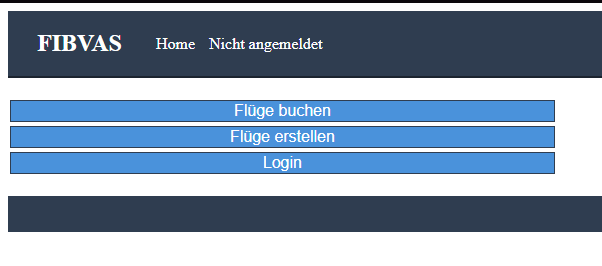 FIBVAS Home Nicht angemeldet
Flüge buchen
Flüge erstellen
Login